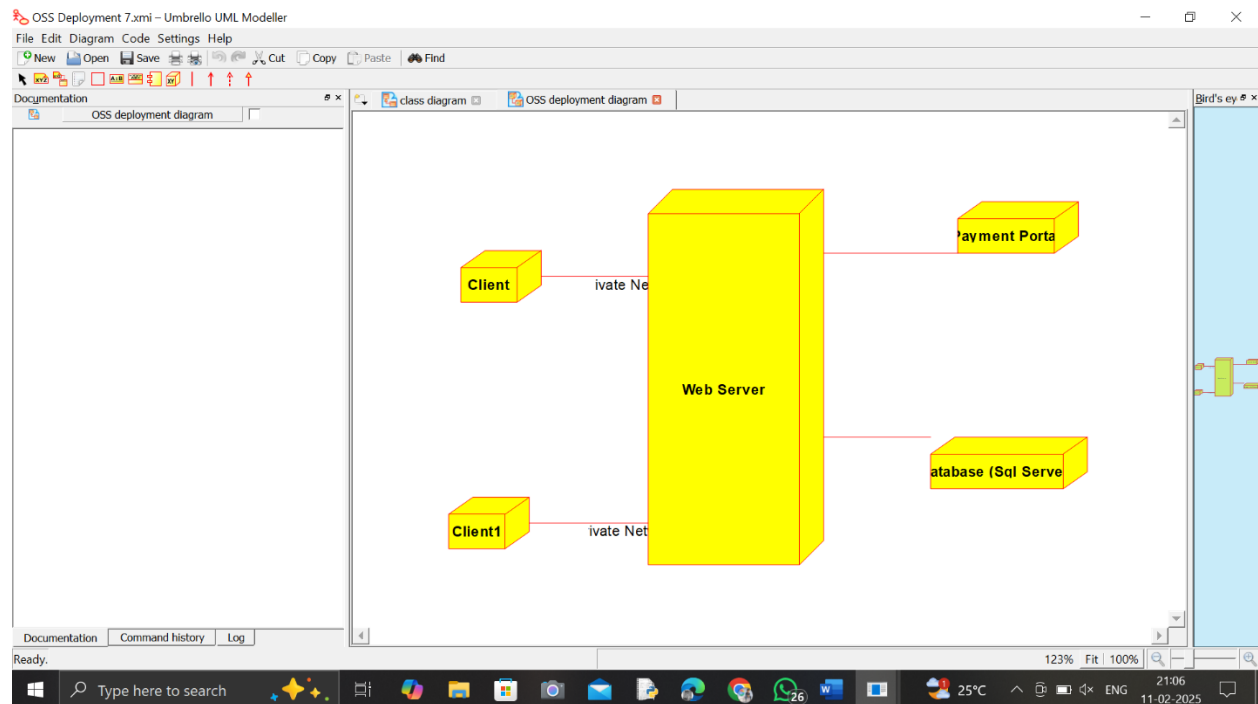 OSS Deployment 7.xmi – Umbrello UML Modeller
File Edit Diagram Code Settings Help
New Open Save Cut Copy Paste Find
Documentation
class diagram
OSS deployment diagram
Bird's ey
OSS deployment diagram
Payment Porta
Client
ivate Ne
Web Server
atabase (Sql Serve
Client1
ivate Net
Documentation Command history Log
Ready.
123% Fit 100%
Type here to search
26
25°C
ENG
21:06
11-02-2025